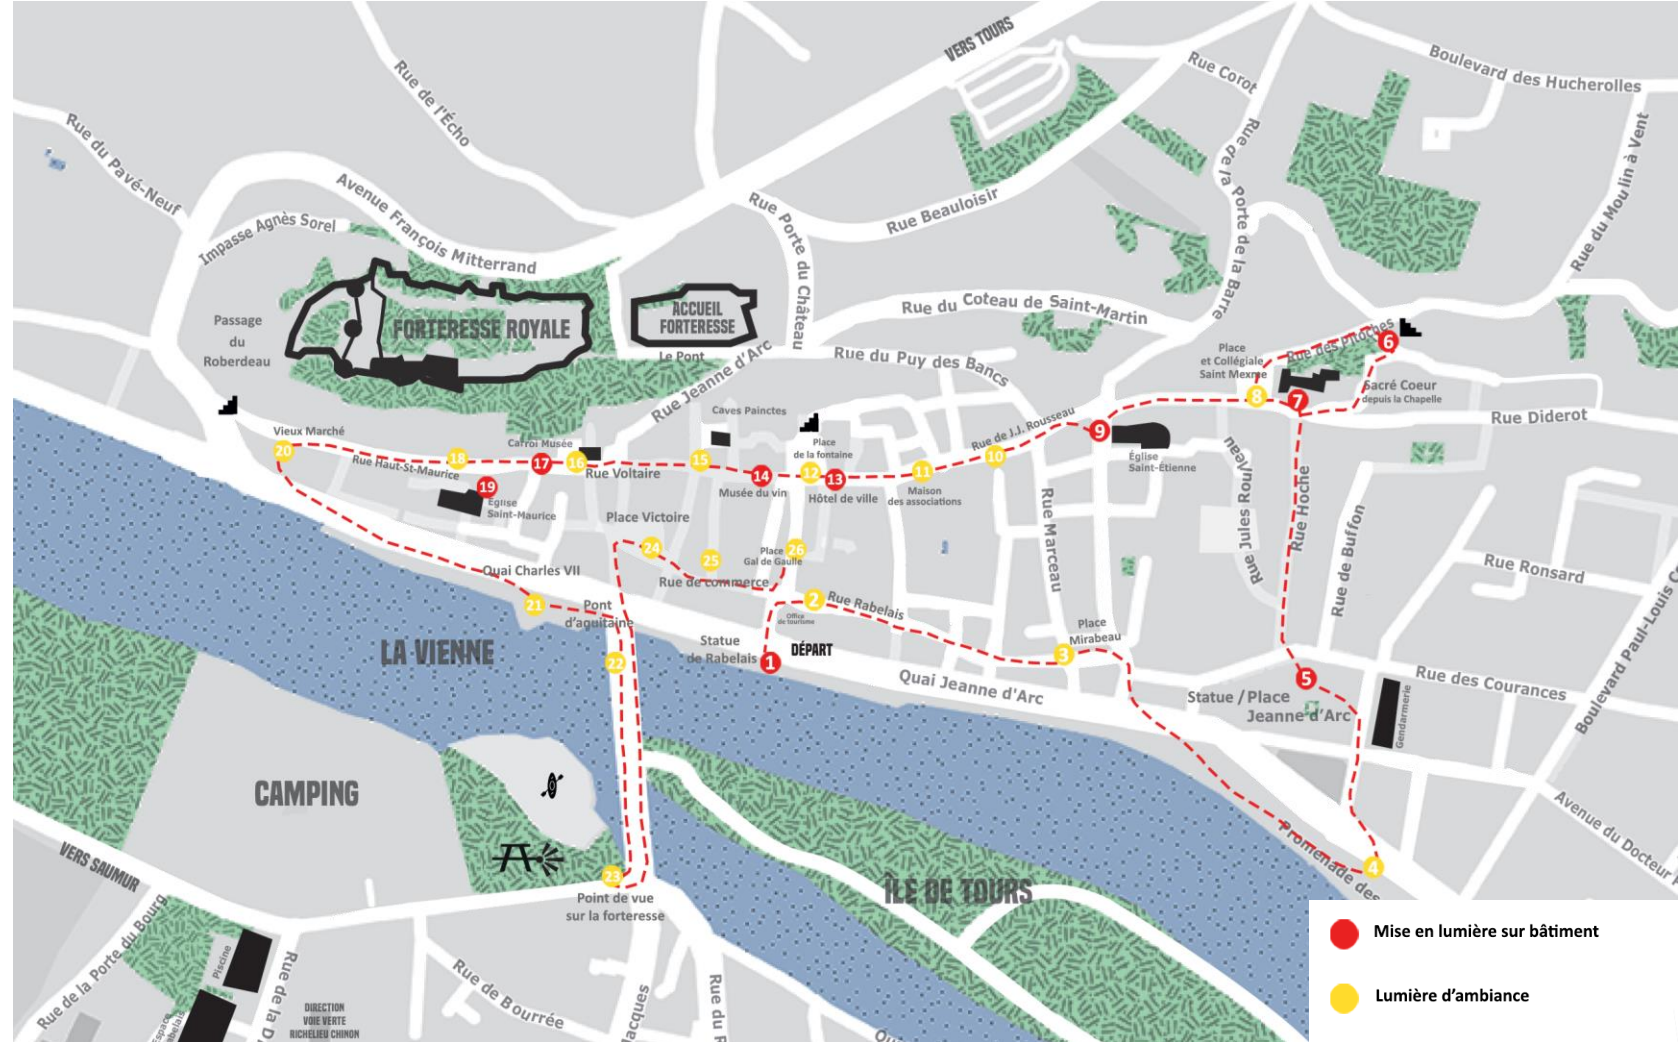 VERS TOURS
Boulevard des Hucherolles
Rue Corot
Rue de l'Écho
Rue du Pavé-Neuf
Rue de la Porte de la Barre
Rue du Moulin à Vent
Avenue François Mitterrand
Impasse Agnès Sorel
Rue Porte du Château
Rue Beauloisir
Rue du Coteau de Saint-Martin
Passage
du
Roberdeau
FORTERESSE ROYALE
ACCUEIL
FORTERESSE
Le Pont
Rue Jeanne d'Arc
Rue du Puy des Bancs
Place
et Collégiale
Saint Mexme
Rue des Pitoches
6
8
7
Sacré Coeur
depuis la Chapelle
Rue Diderot
Caves Painctes
Vieux Marché
20
Rue Haut-St-Maurice
18
Carroi Musée
17
16
Rue Voltaire
15
14
Musée du vin
Place
de la fontaine
12
13
Hôtel de ville
11
Maison
des associations
Rue de J.J. Rousseau
10
9
Église
Saint-Étienne
19
Église
Saint-Maurice
Place Victoire
24
25
Rue de commerce
Place
Gal de Gaulle
26
Rue Marceau
Rue Jules Roujveau
Rue Hoche
Rue de Buffon
Rue Ronsard
Boulevard Paul-Louis C
Quai Charles VII
21
Pont
d'aquitaine
22
2
Rue Rabelais
Office
de tourisme
Statue
de Rabelais
1
DÉPART
3
Place
Mirabeau
Quai Jeanne d'Arc
5
Statue / Place
Jeanne d'Arc
Gendarmerie
Rue des Courances
LA VIENNE
CAMPING
VERS SAUMUR
23
Point de vue
sur la forteresse
ÎLE DE TOURS
4
Promenade des
Avenue du Docteur
Rue de la Porte du Bourg
Piscine
Espace
Rabelais
Rue de la D
DIRECTION
VOIE VERTE
RICHELIEU CHINON
Rue de Bourrée
Jacques
Rue du F
Mise en lumière sur bâtiment
Lumière d'ambiance